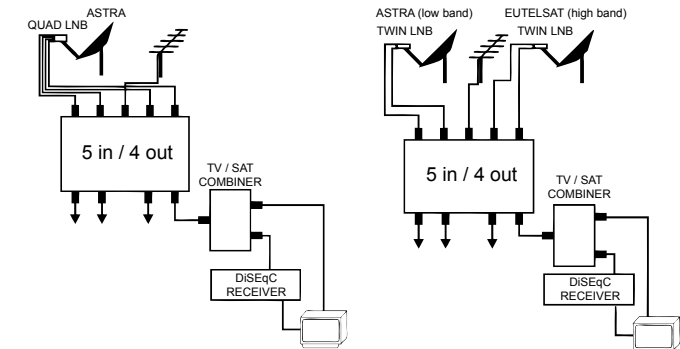 ASTRA
QUAD LNB
5 in / 4 out
TV / SAT
COMBINER
DiSEqC
RECEIVER
ASTRA (low band)
TWIN LNB
EUTELSAT (high band)
TWIN LNB
5 in / 4 out
TV / SAT
COMBINER
DiSEqC
RECEIVER